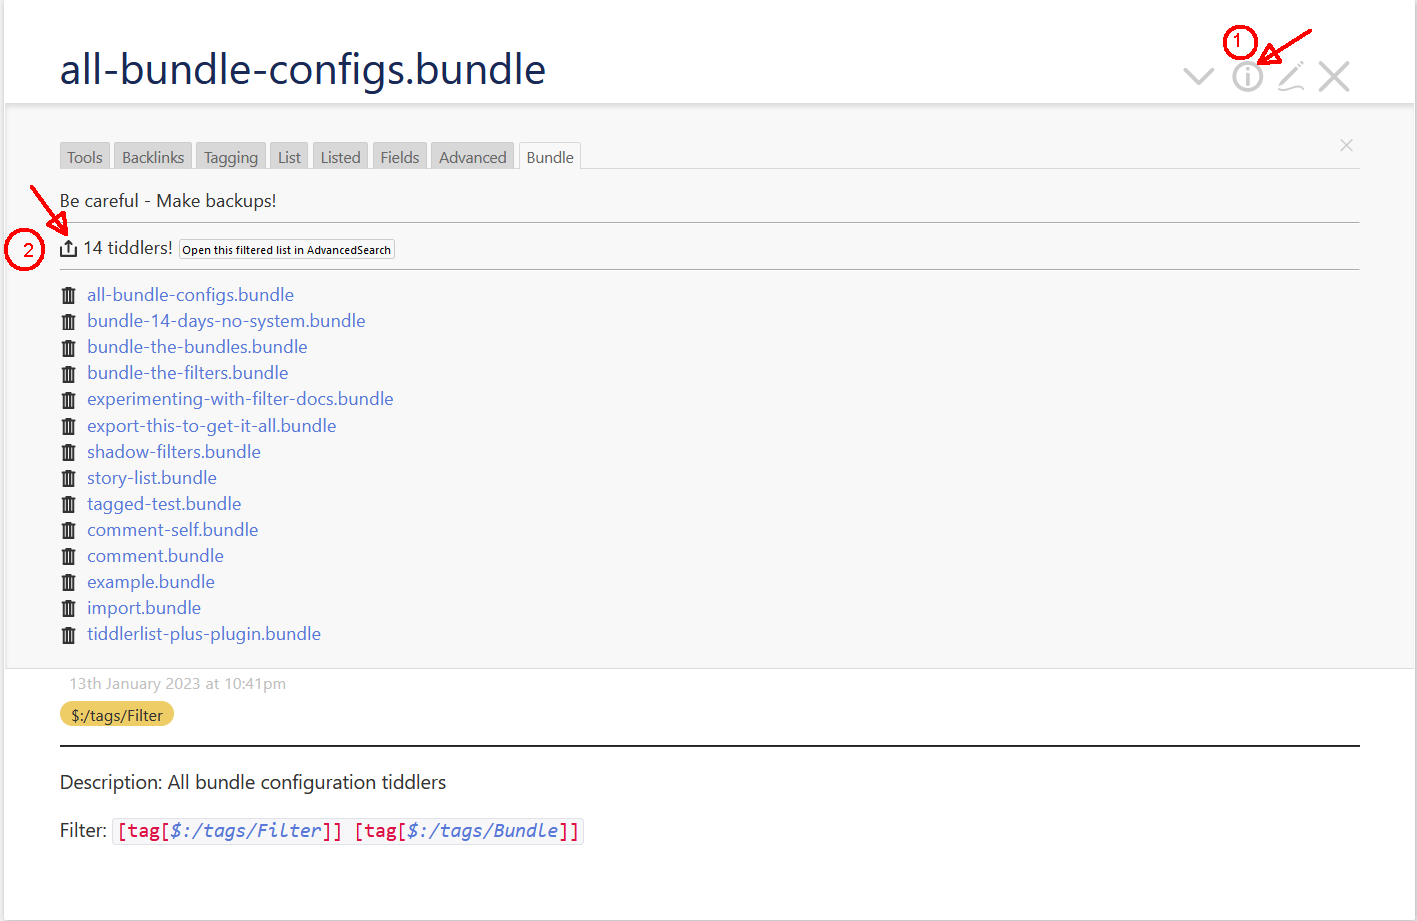 1
all-bundle-configs.bundle
Tools Backlinks Tagging List Listed Fields Advanced Bundle
Be careful - Make backups!
2
14 tiddlers! Open this filtered list in AdvancedSearch
all-bundle-configs.bundle
bundle-14-days-no-system.bundle
bundle-the-bundles.bundle
bundle-the-filters.bundle
experimenting-with-filter-docs.bundle
export-this-to-get-it-all.bundle
shadow-filters.bundle
story-list.bundle
tagged-test.bundle
comment-self.bundle
comment.bundle
example.bundle
import.bundle
tiddlerlist-plus-plugin.bundle
13th January 2023 at 10:41pm
$:/tags/Filter
Description: All bundle configuration tiddlers
Filter: [tag[$:/tags/Filter]] [tag[$:/tags/Bundle]]